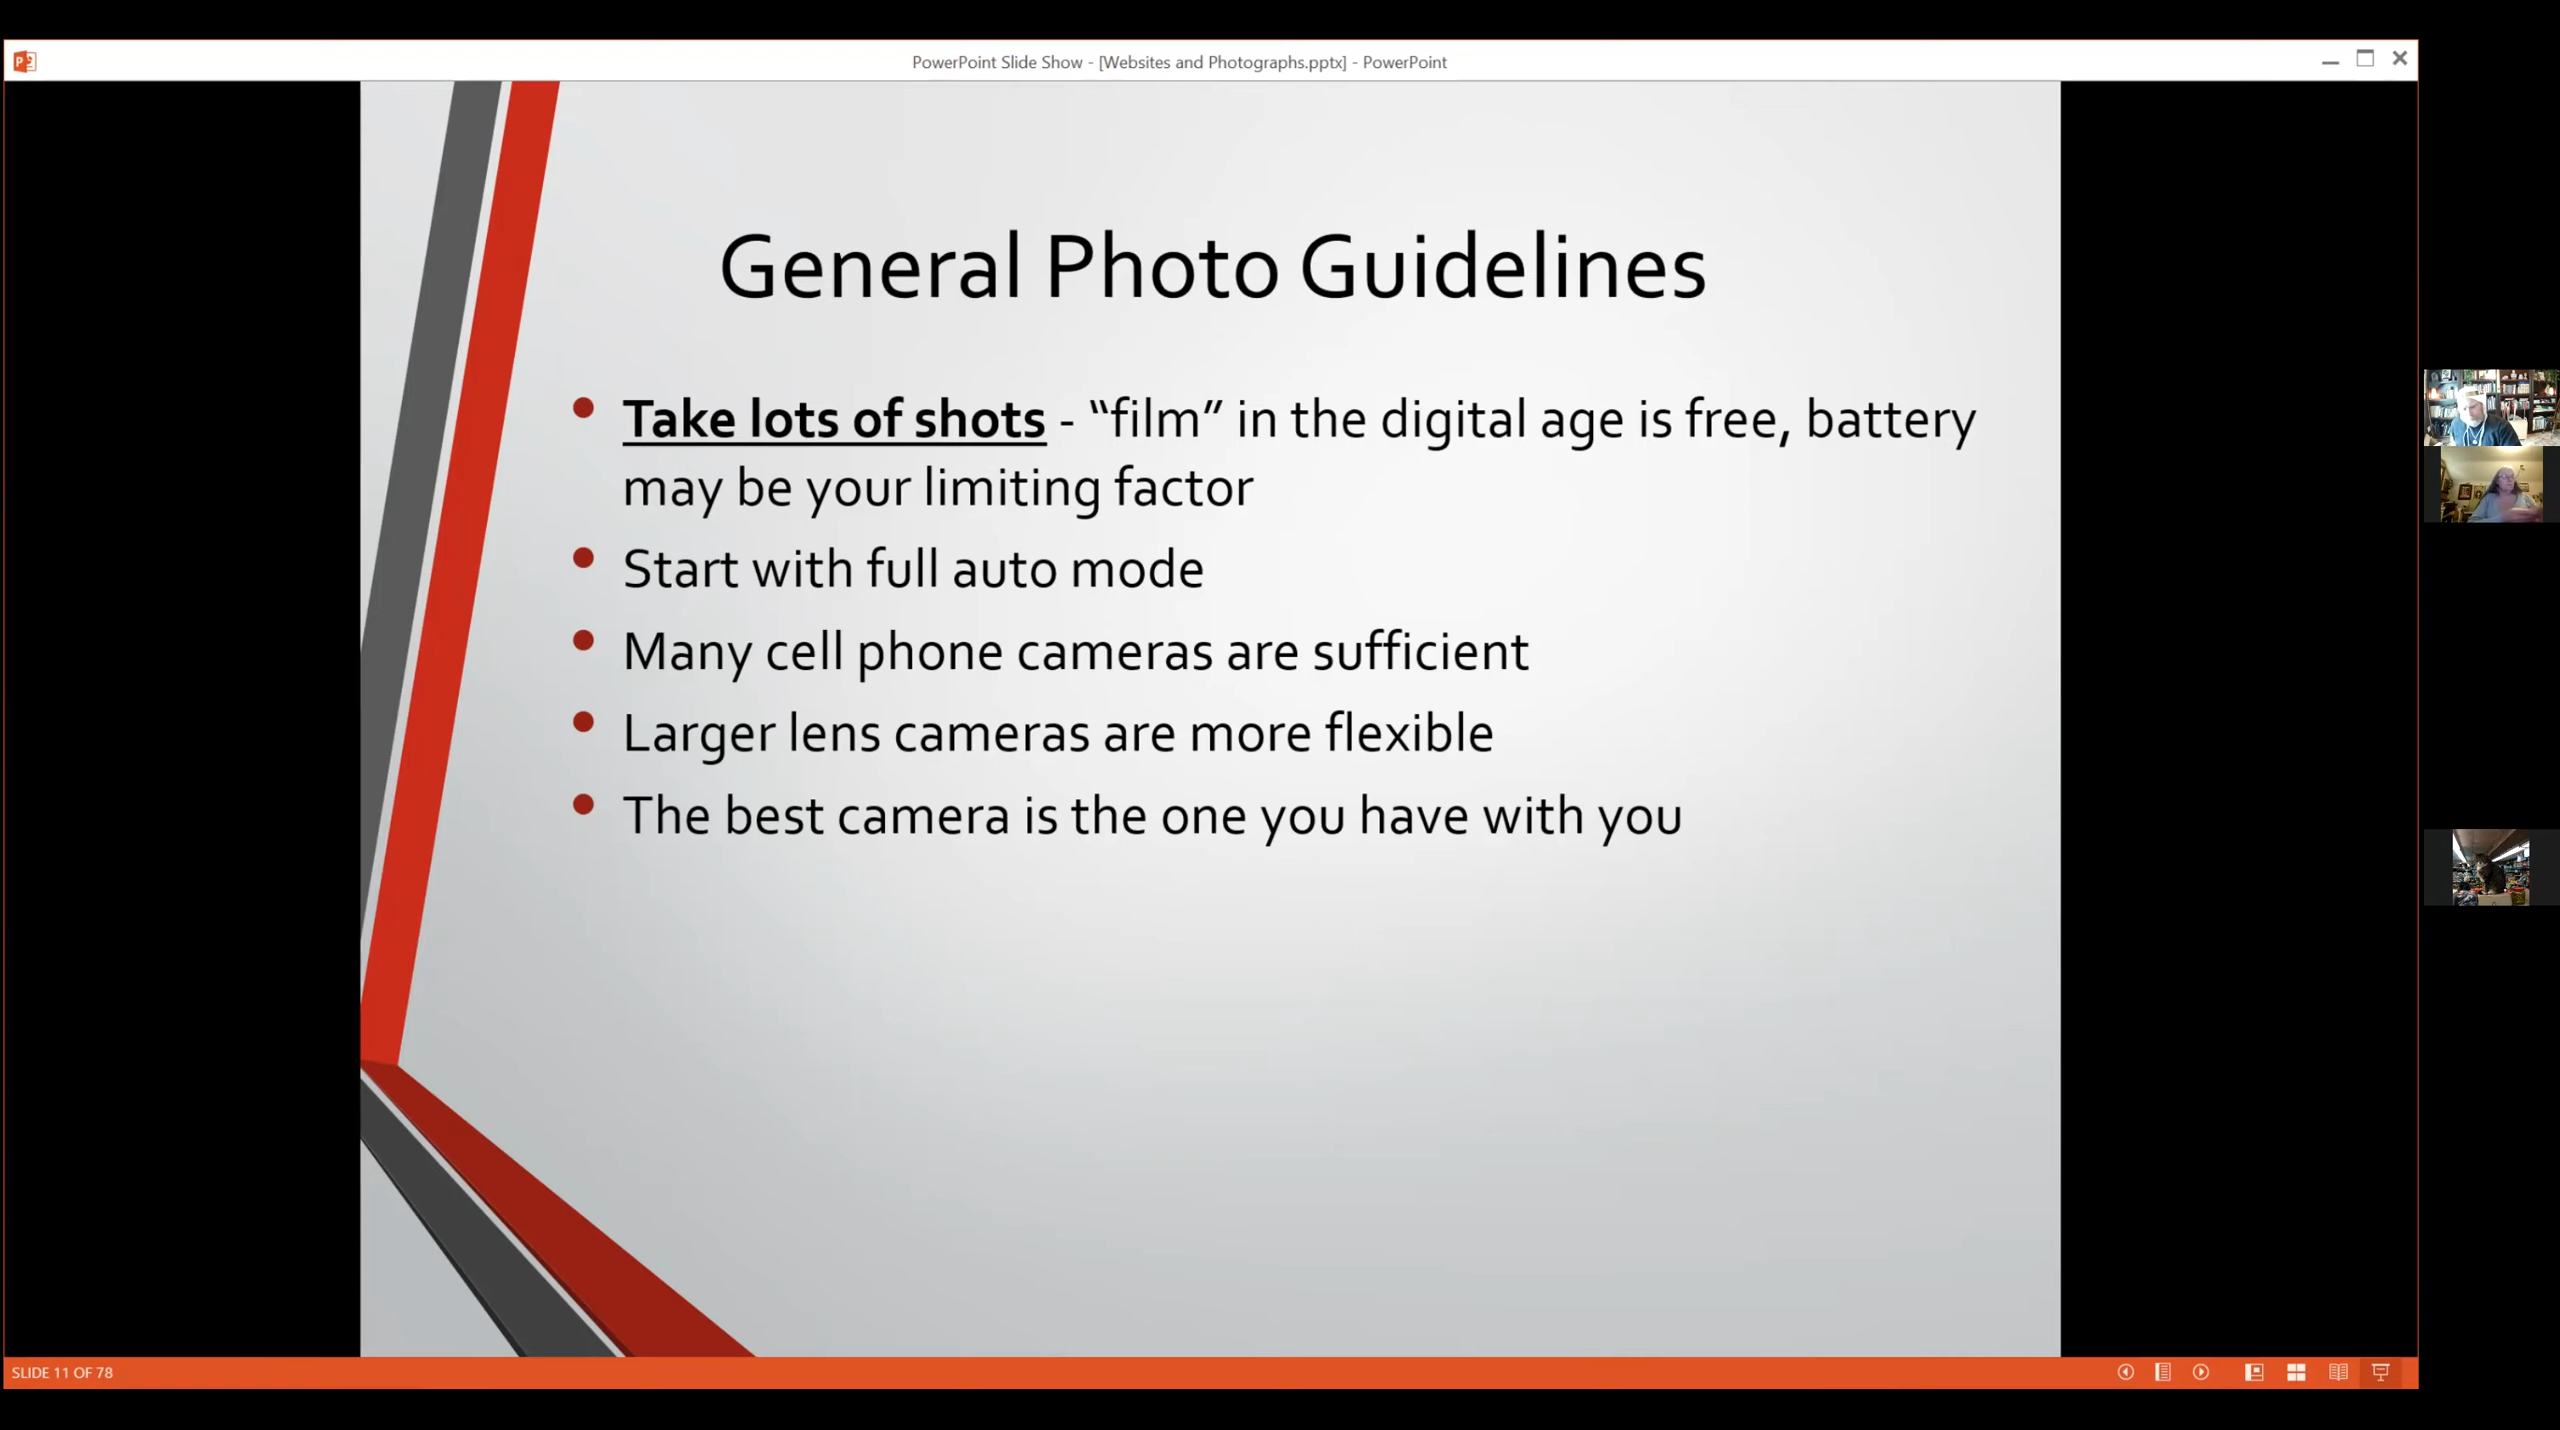 PowerPoint Slide Show - [Websites and Photographs.pptx] - PowerPoint
General Photo Guidelines
• Take lots of shots - “film” in the digital age is free, battery
may be your limiting factor
• Start with full auto mode
• Many cell phone cameras are sufficient
• Larger lens cameras are more flexible
• The best camera is the one you have with you
SLIDE 11 OF 78